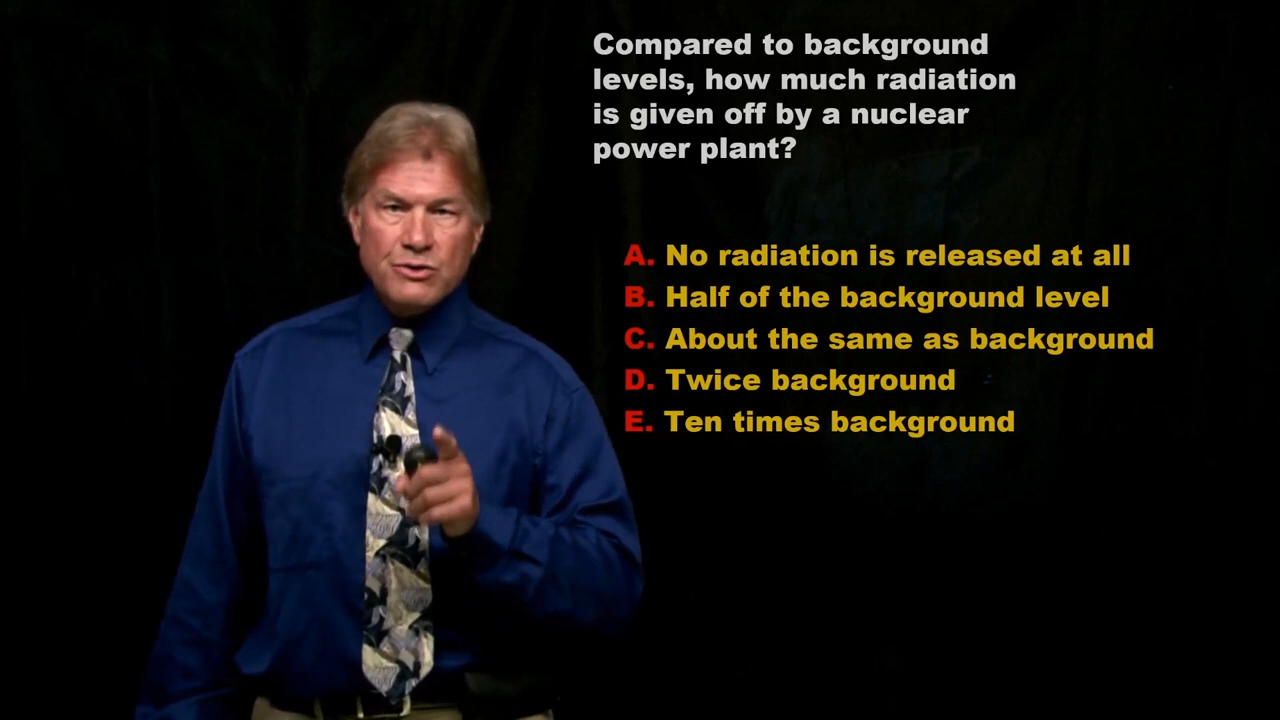 Compared to background
levels, how much radiation
is given off by a nuclear
power plant?
A. No radiation is released at all
B. Half of the background level
C. About the same as background
D. Twice background
E. Ten times background